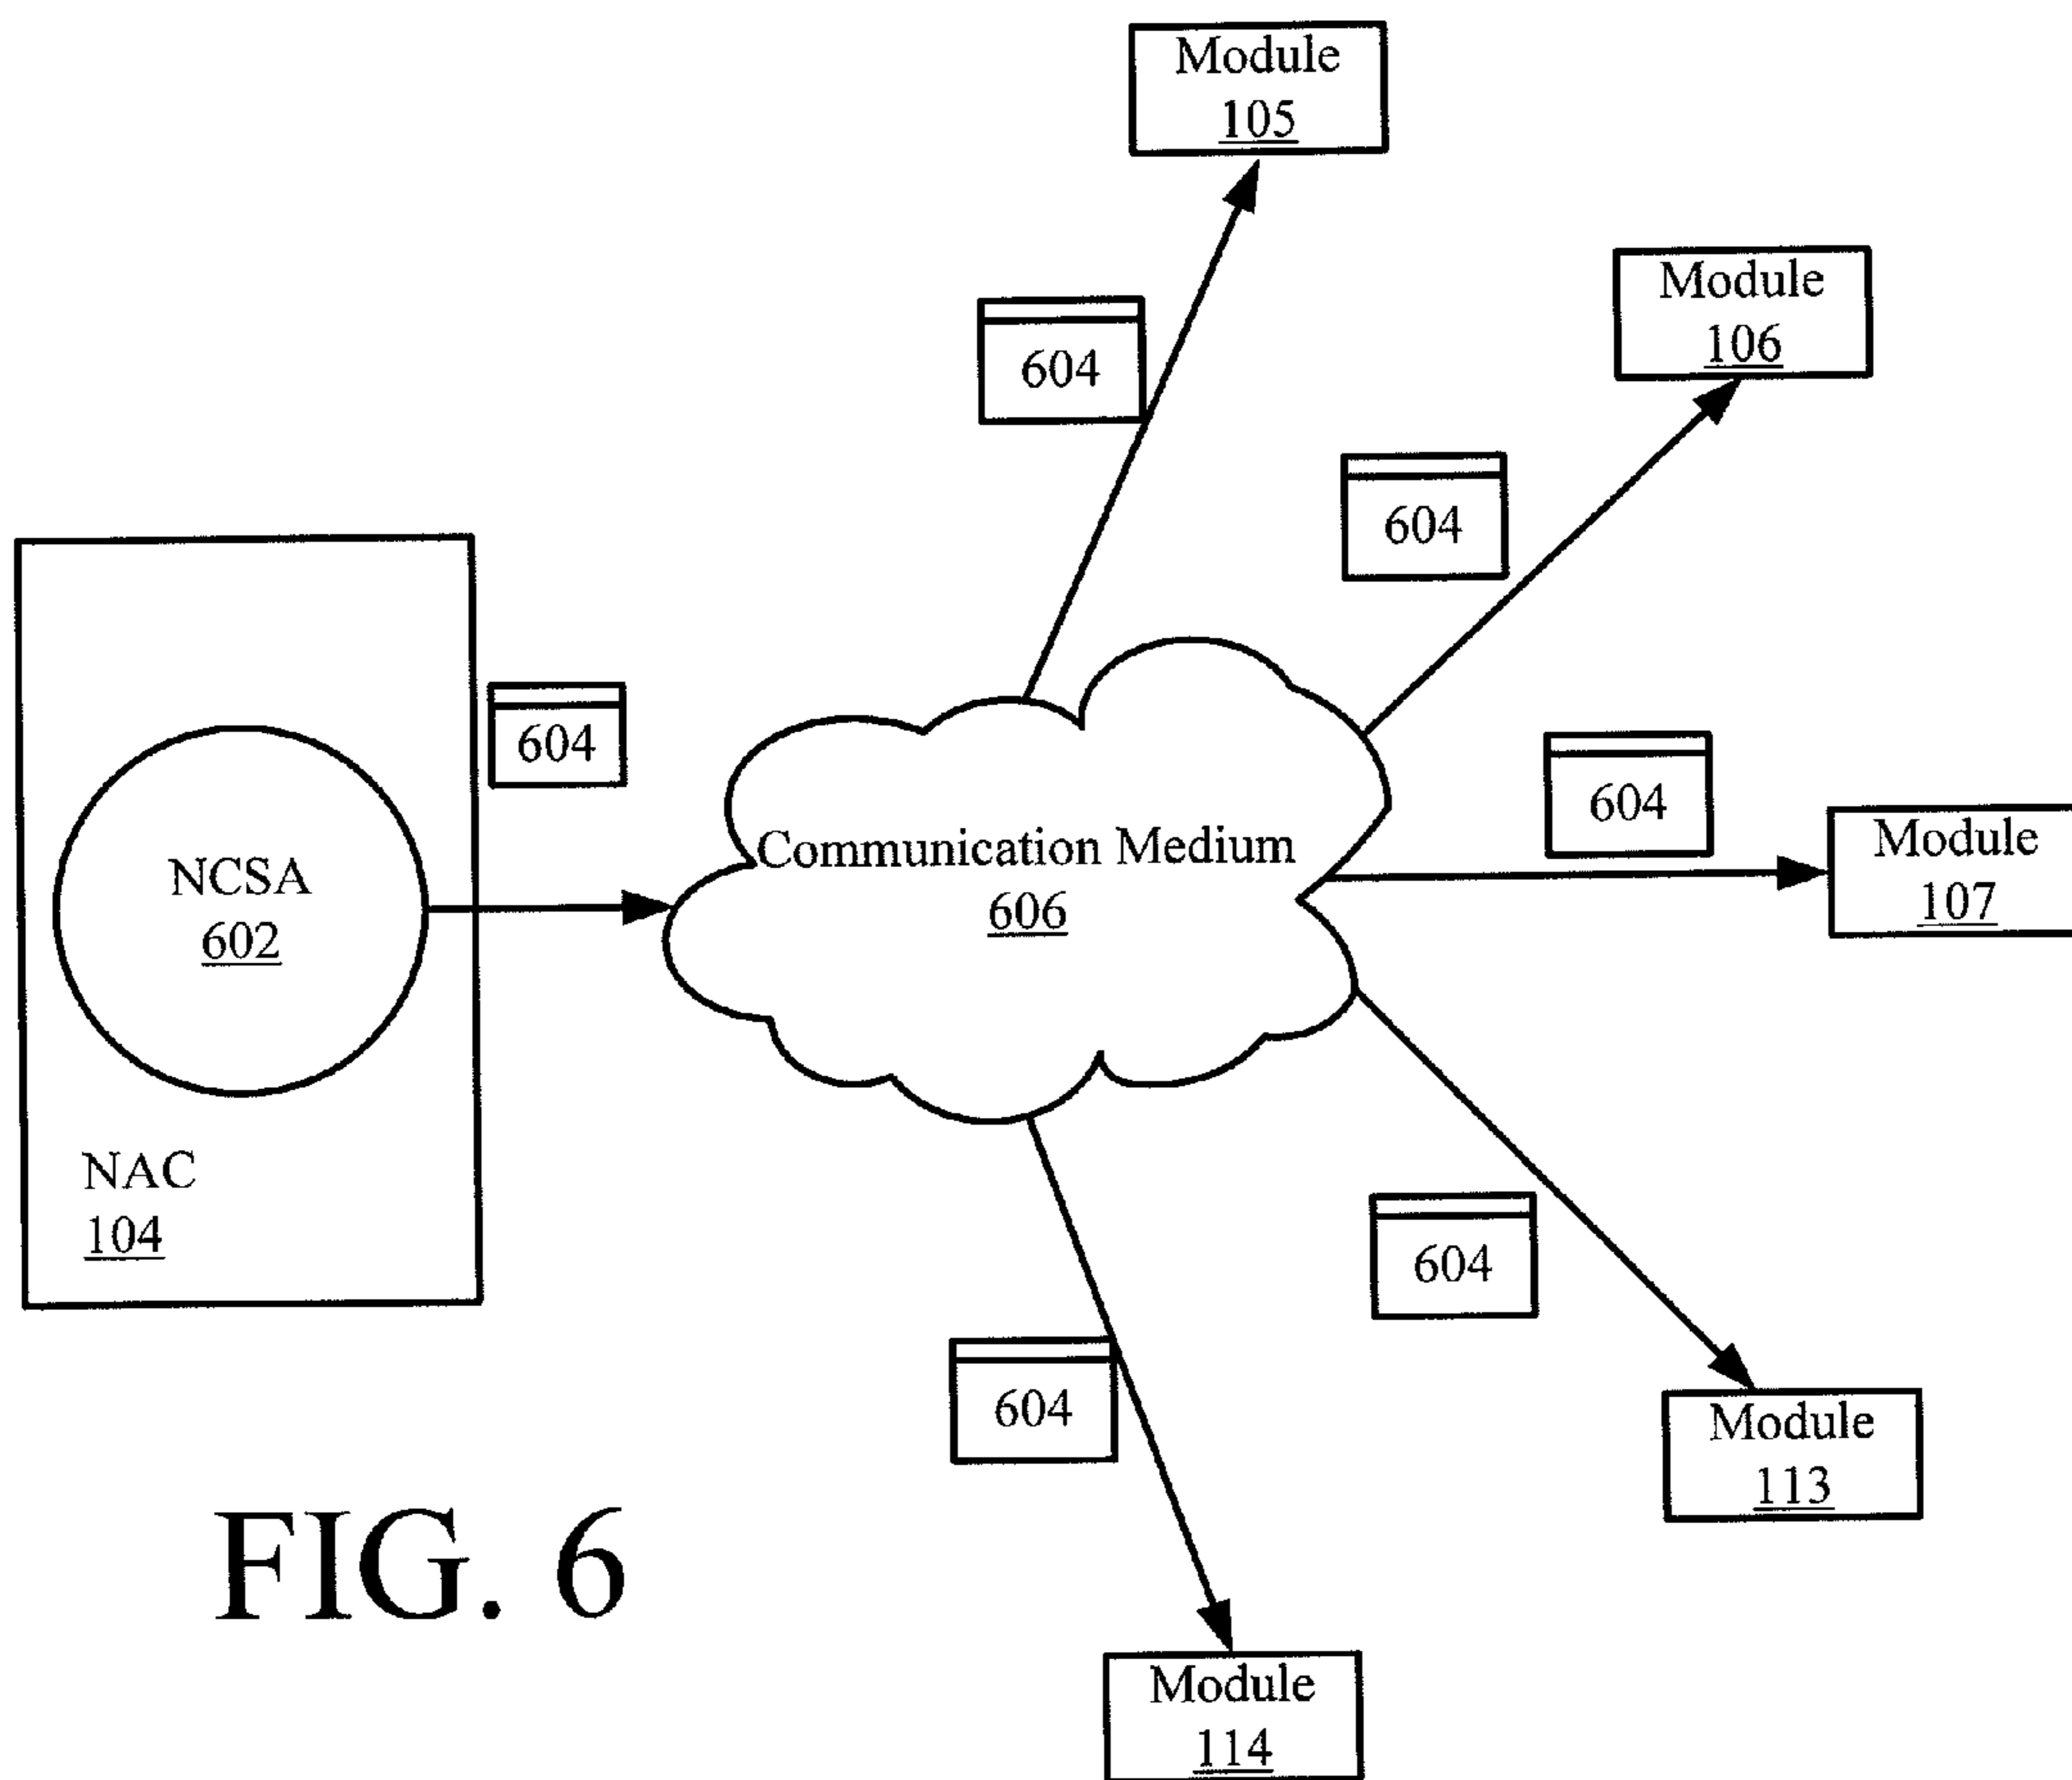 Module
105
Module
106
604
604
604
604
Module
107
NCSA
602
Communication Medium
606
NAC
104
604
604
Module
113
FIG. 6
Module
114